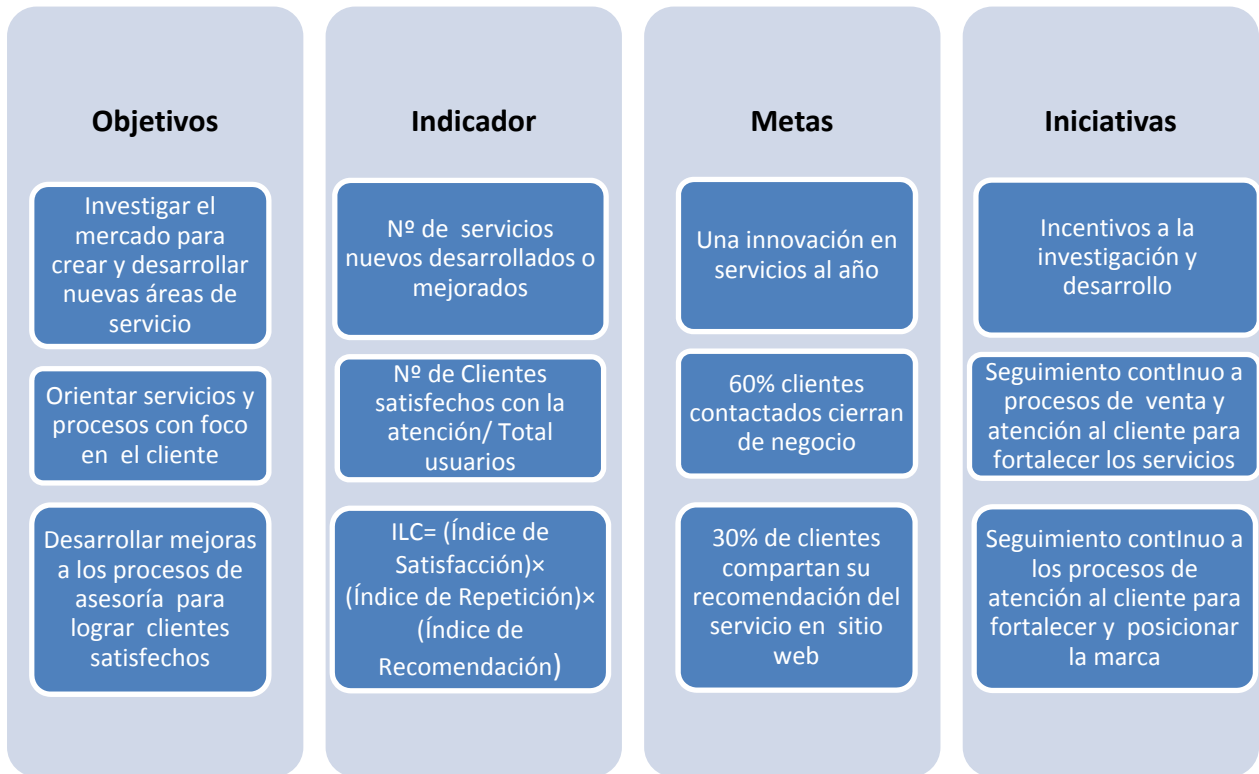 Objetivos
Investigar el
mercado para
crear y desarrollar
nuevas áreas de
servicio
Orientar servicios y
procesos con foco
en el cliente
Desarrollar mejoras
a los procesos de
asesoría para
lograr clientes
satisfechos
Indicador
Nº de servicios
nuevos desarrollados o
mejorados
Nº de Clientes
satisfechos con la
atención/ Total
usuarios
ILC= (Índice de
Satisfacción)×
(Índice de Repetición)×
(Índice de
Recomendación)
Metas
Una innovación en
servicios al año
60% clientes
contactados cierran
de negocio
30% de clientes
compartan su
recomendación del
servicio en sitio
web
Iniciativas
Incentivos a la
investigación y
desarrollo
Seguimiento contInuo a
procesos de venta y
atención al cliente para
fortalecer los servicios
Seguimiento contInuo a
los procesos de
atención al cliente para
fortalecer y posicionar
la marca